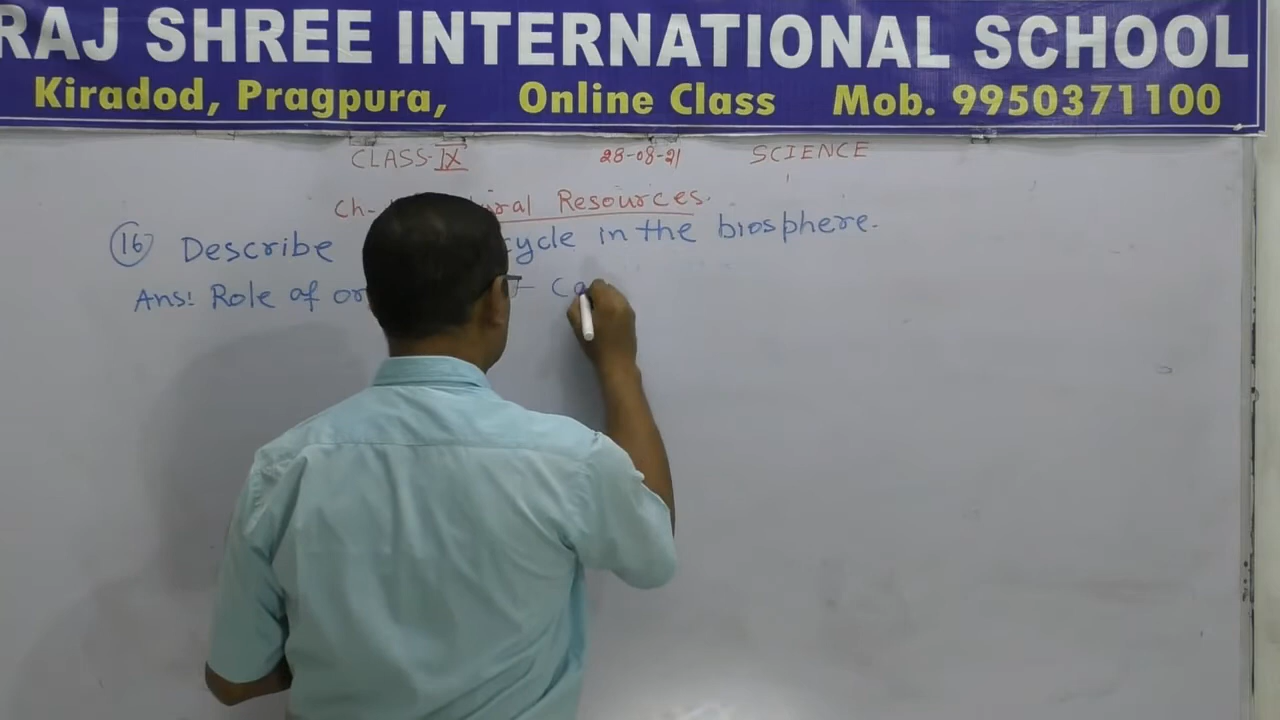 RAJ SHREE INTERNATIONAL SCHOOL
Kiradod, Pragpura, Online Class Mob. 9950371100
CLASS-IX 28-08-21 SCIENCE
Ch- Resources.
(16) Describe cycle in the biosphere.
Ans: Role of